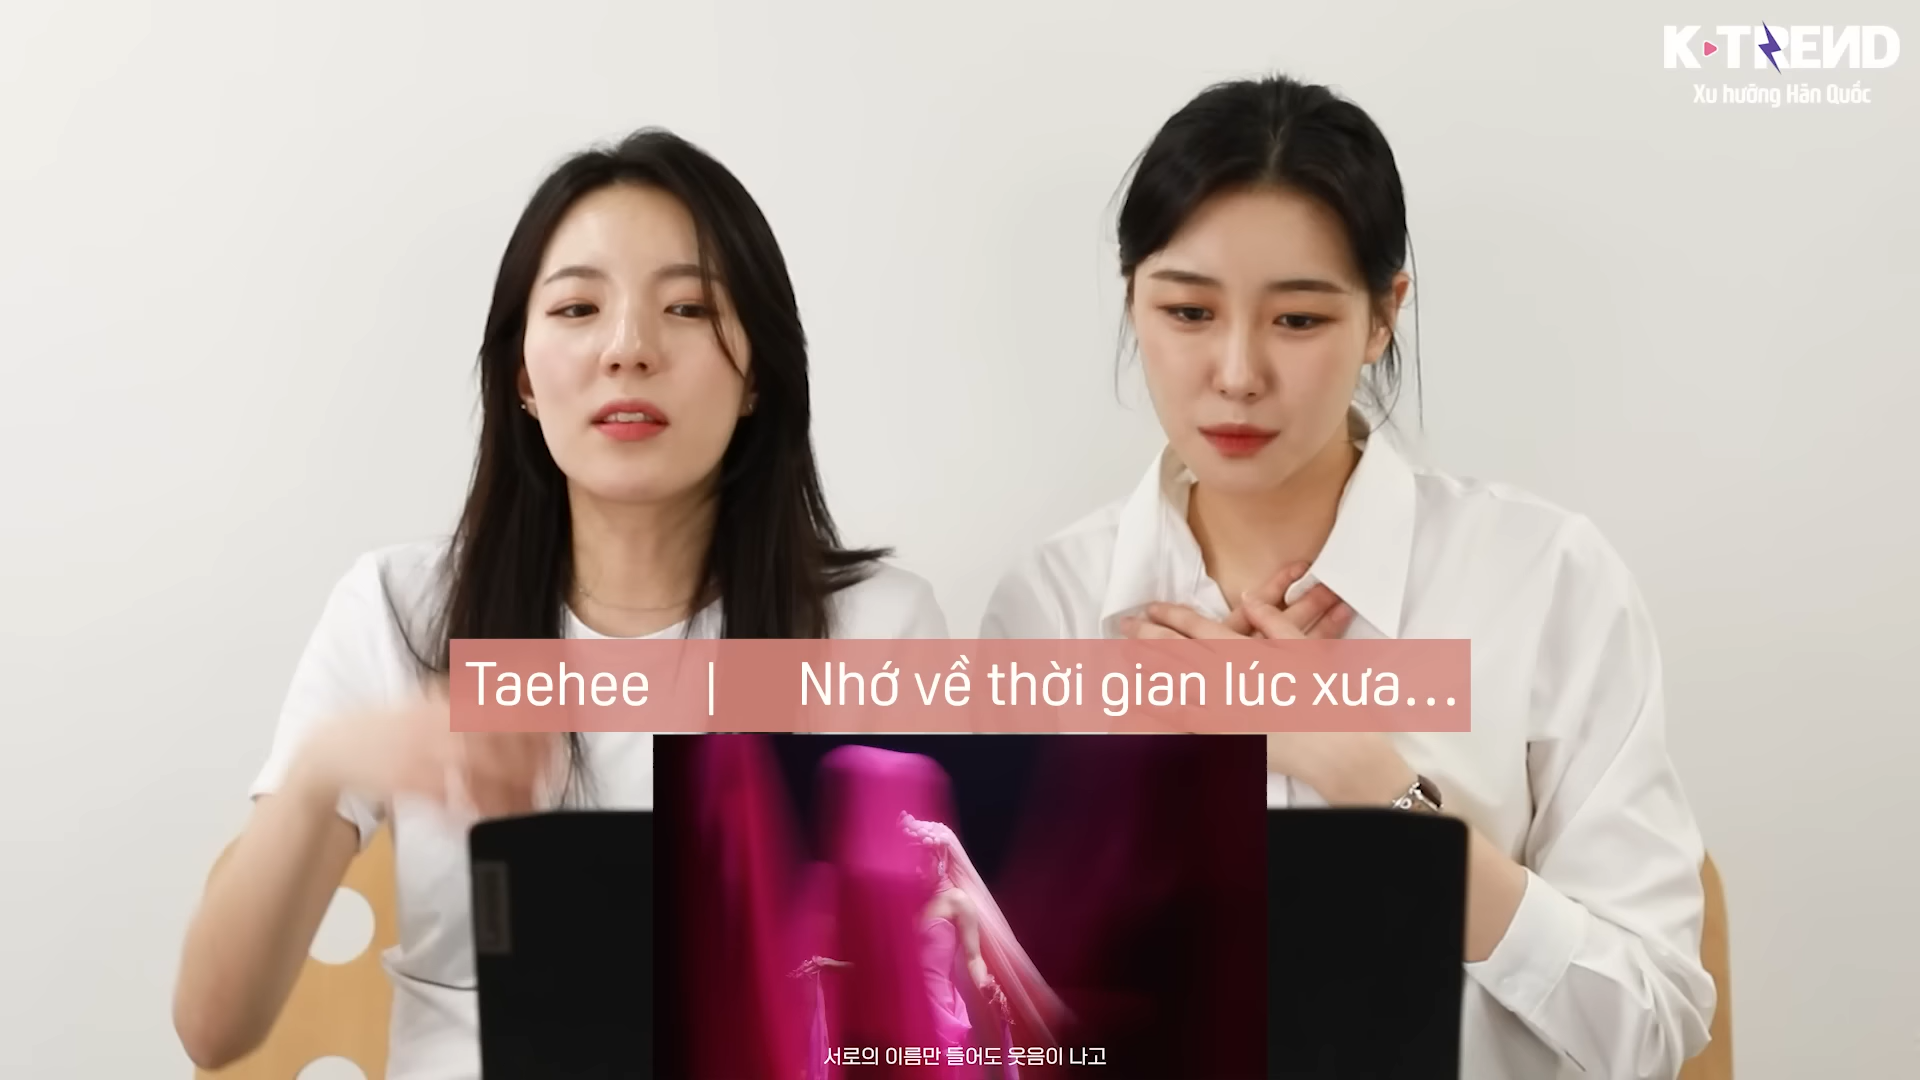 K-TREND
Xu hướng Hàn Quốc
Taehee | Nhớ về thời gian lúc xưa...
서로의 이름만 들어도 웃음이 나고